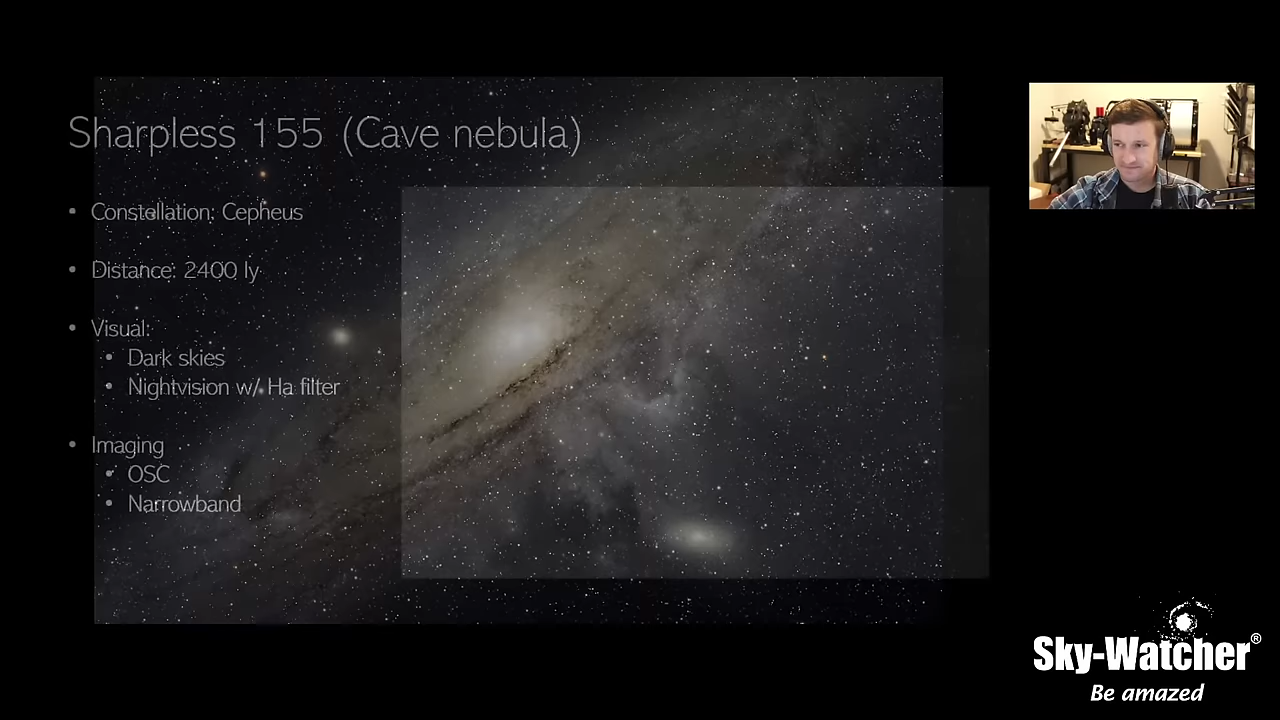 Sharpless 155 (Cave nebula)
• Constellation: Cepheus
• Distance: 2400 ly
• Visual:
• Dark skies
• Nightvision w/ Ha filter
• Imaging
• OSC
• Narrowband
Sky-Watcher®
Be amazed